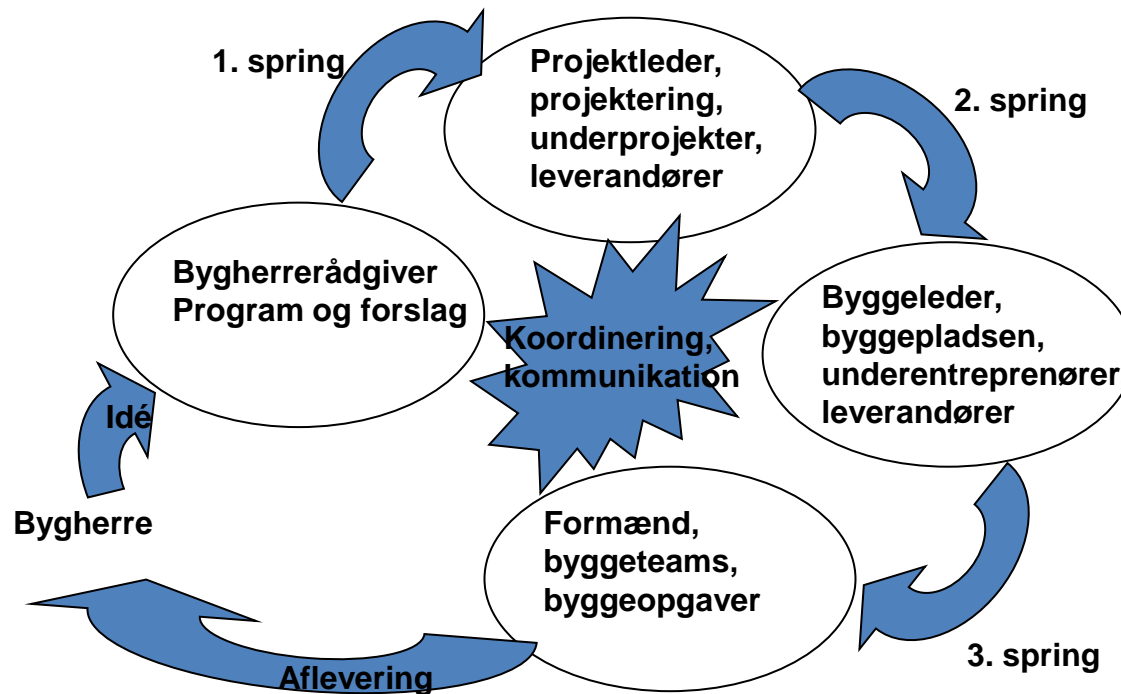 1. spring
Projektleder,
projektering,
underprojekter,
leverandører
2. spring
Bygherrerådgiver
Program og forslag
Koordinering,
kommunikation
Byggeleder,
byggepladsen,
underentreprenører
leverandører
Idé
Bygherre
Formænd,
byggeteams,
byggeopgaver
3. spring
Aflevering